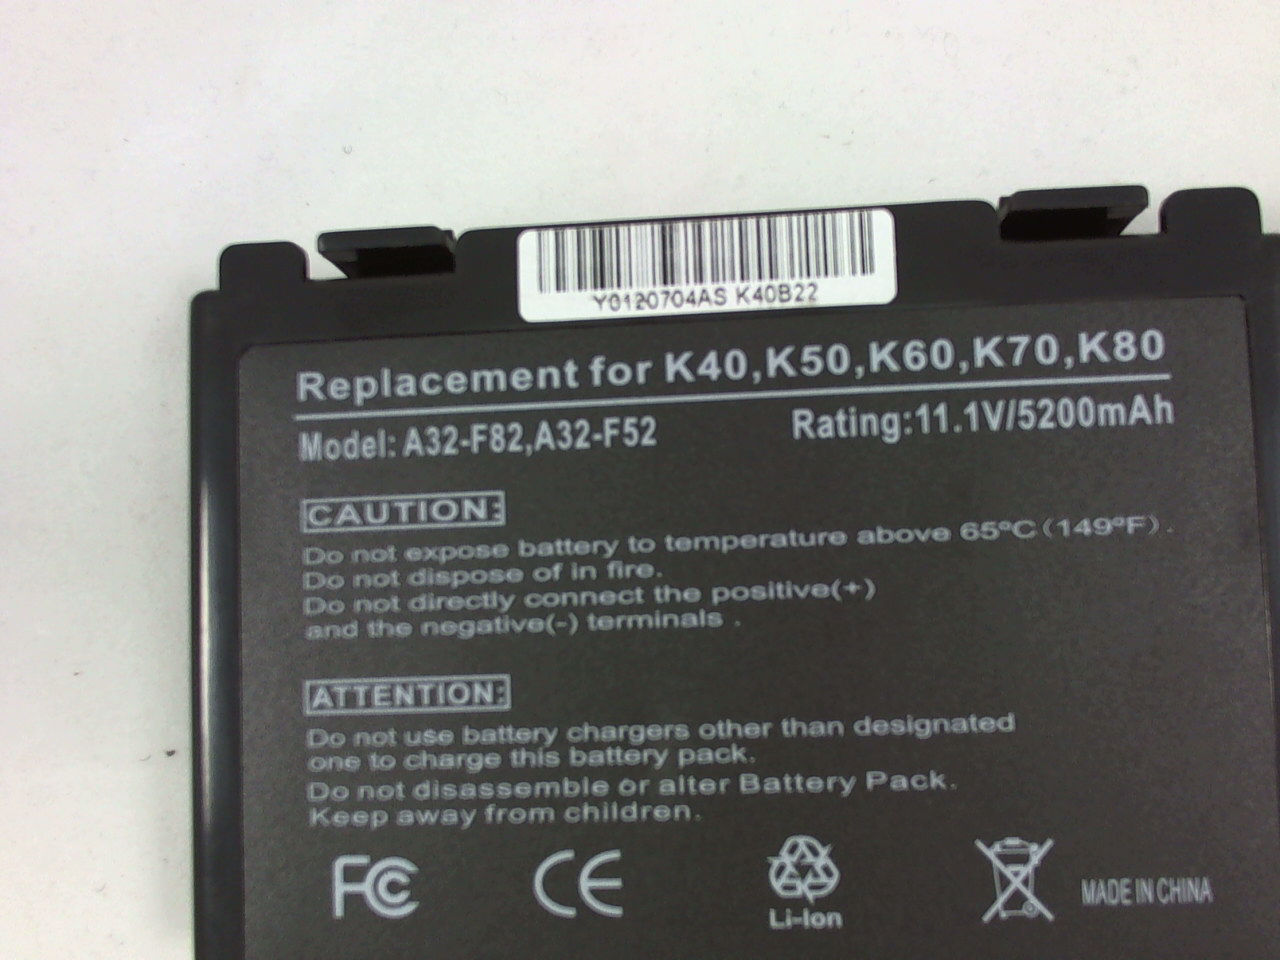 Y0120704AS K40B22
Replacement for K40,K50,K60,K70,K80
Model: A32-F82,A32-F52 Rating:11.1V/5200mAh
CAUTION:
Do not expose battery to temperature above 65ºC (149ºF).
Do not dispose of in fire.
Do not directly connect the positive(+)
and the negative(-) terminals .
ATTENTION:
Do not use battery chargers other than designated
one to charge this battery pack.
Do not disassemble or alter Battery Pack.
Keep away from children.
FC CE Li-Ion MADE IN CHINA